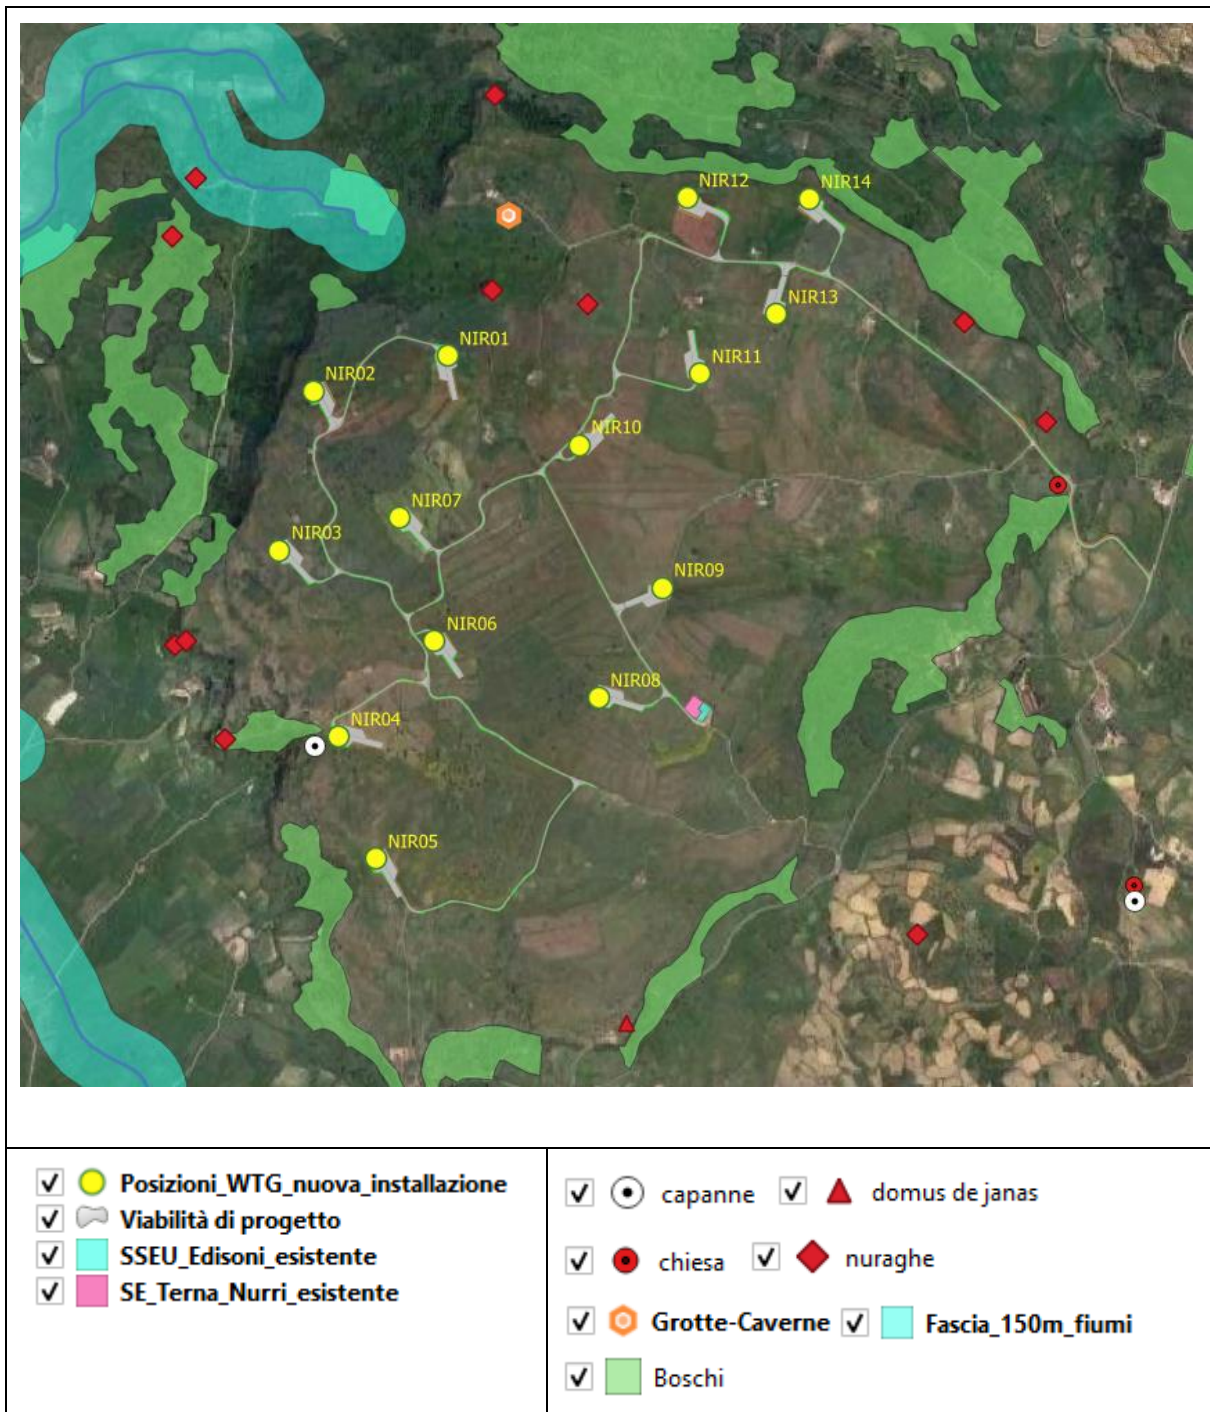 NIR12
NIR14
NIR13
NIR01
NIR11
NIR02
NIR10
NIR07
NIR03
NIR09
NIR06
NIR08
NIR04
NIR05
Posizioni_WTG_nuova_installazione
Viabilità di progetto
SSEU_Edisoni_esistente
SE_Terna_Nurri_esistente
capanne
domus de janas
chiesa
nuraghe
Grotte-Caverne
Fascia_150m_fiumi
Boschi